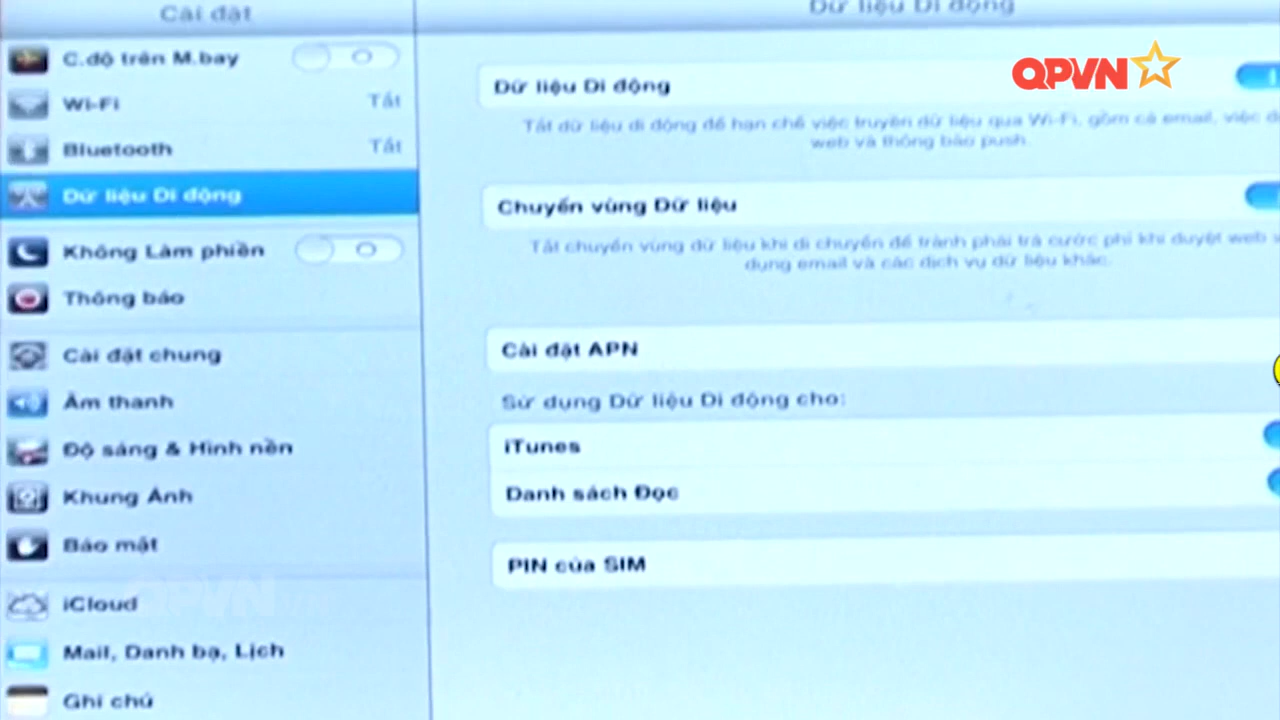 Cài đặt
C.độ trên M.bay
Wi-Fi
Tắt
Bluetooth
Tắt
Dữ liệu Di động
Không Làm phiền
Thông báo
Cài đặt chung
Âm thanh
Độ sáng & Hình nền
Khung Ảnh
Bảo mật
iCloud
Mail, Danh bạ, Lịch
Ghi chú
Dữ liệu Di động
QPVN
Dữ liệu Di động
Tắt dữ liệu di động để hạn chế việc truyền dữ liệu qua Wi-Fi, gồm cả email, việc
web và thông báo push.
Chuyển vùng Dữ liệu
Tắt chuyển vùng dữ liệu khi di chuyển để tránh phải trả cước phí khi duyệt web
dụng email và các dịch vụ dữ liệu khác.
Cài đặt APN
Sử dụng Dữ liệu Di động cho:
iTunes
Danh sách Đọc
PIN của SIM
QPVN